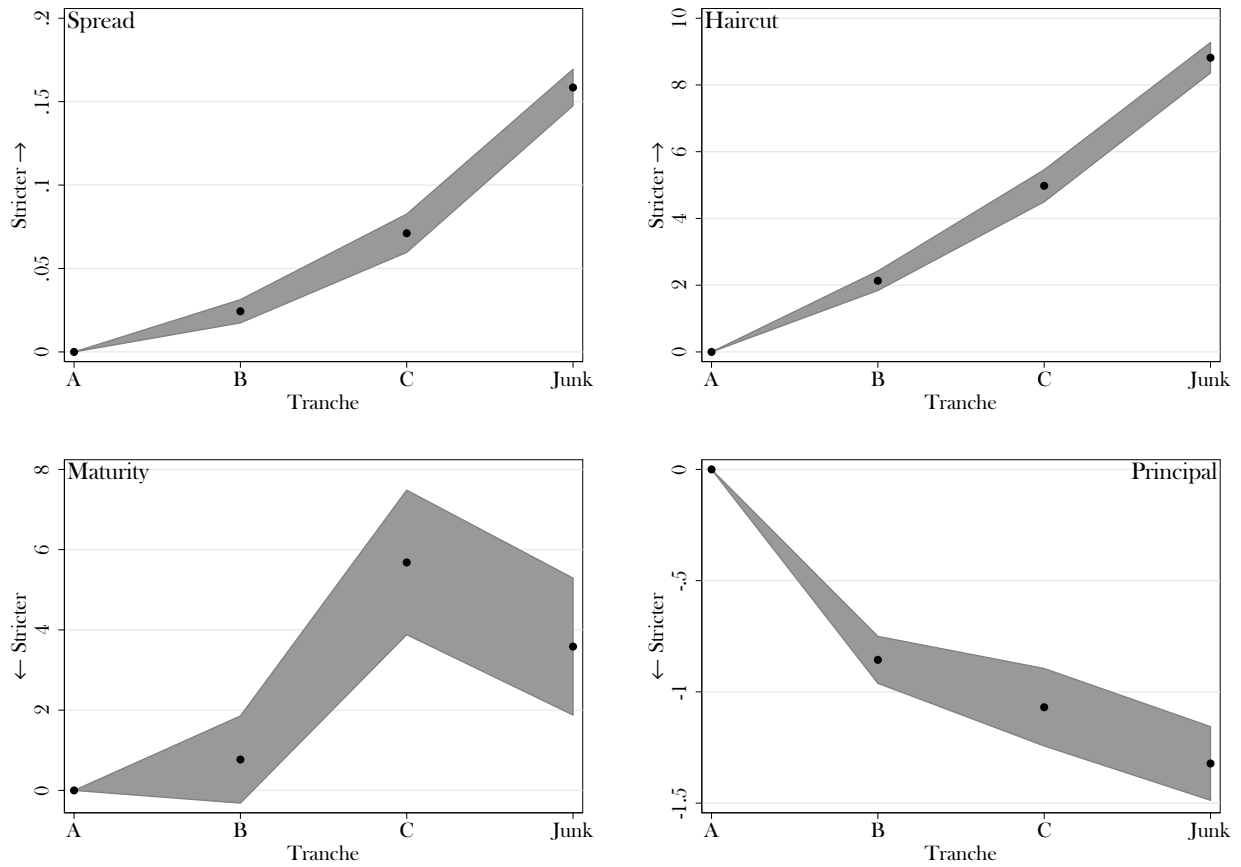 Spread
.2
.15
.1
.05
0
Stricter →
A B C Junk
Tranche
Haircut
10
8
6
4
2
0
Stricter →
A B C Junk
Tranche
Maturity
8
6
4
2
0
← Stricter
A B C Junk
Tranche
Principal
0
-.5
-1
-1.5
← Stricter
A B C Junk
Tranche